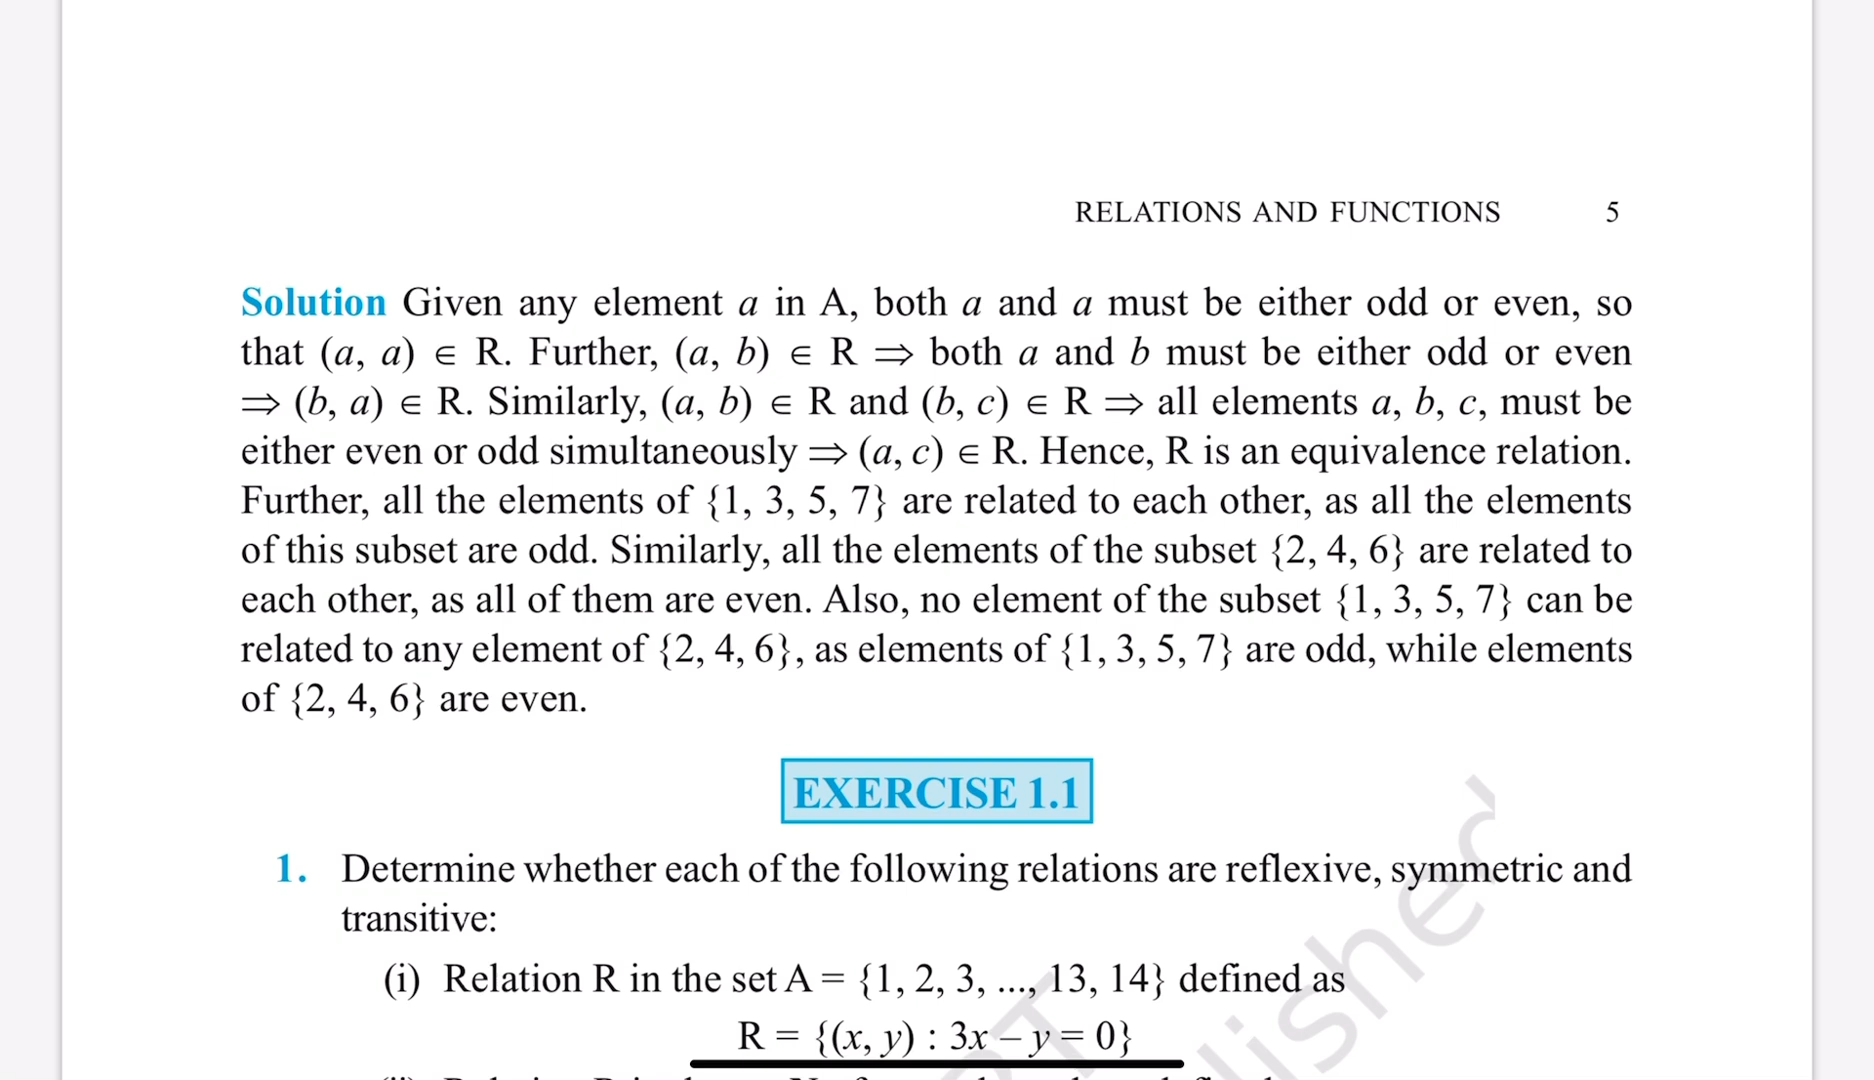 RELATIONS AND FUNCTIONS 5
Solution Given any element a in A, both a and a must be either odd or even, so
that (a, a) ∈ R. Further, (a, b) ∈ R ⇒ both a and b must be either odd or even
⇒ (b, a) ∈ R. Similarly, (a, b) ∈ R and (b, c) ∈ R ⇒ all elements a, b, c, must be
either even or odd simultaneously ⇒ (a, c) ∈ R. Hence, R is an equivalence relation.
Further, all the elements of {1, 3, 5, 7} are related to each other, as all the elements
of this subset are odd. Similarly, all the elements of the subset {2, 4, 6} are related to
each other, as all of them are even. Also, no element of the subset {1, 3, 5, 7} can be
related to any element of {2, 4, 6}, as elements of {1, 3, 5, 7} are odd, while elements
of {2, 4, 6} are even.
EXERCISE 1.1
1. Determine whether each of the following relations are reflexive, symmetric and
transitive:
(i) Relation R in the set A = {1, 2, 3, ..., 13, 14} defined as
R = {(x, y) : 3x – y = 0}